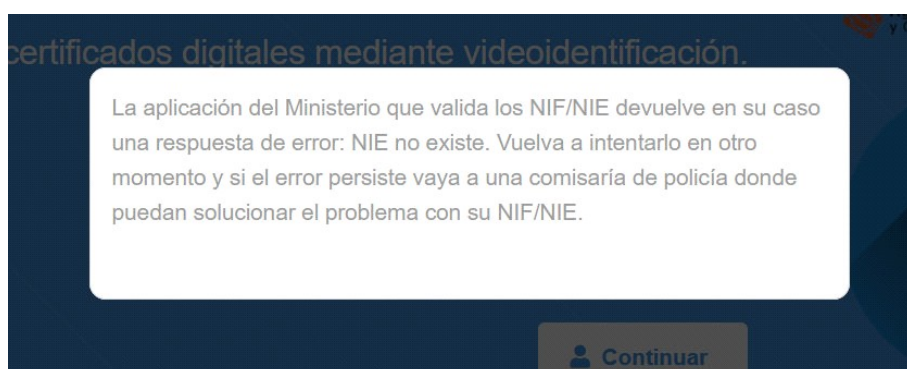 certificados digitales mediante videoidentificación.
La aplicación del Ministerio que valida los NIF/NIE devuelve en su caso
una respuesta de error: NIE no existe. Vuelva a intentarlo en otro
momento y si el error persiste vaya a una comisaría de policía donde
puedan solucionar el problema con su NIF/NIE.
Continuar